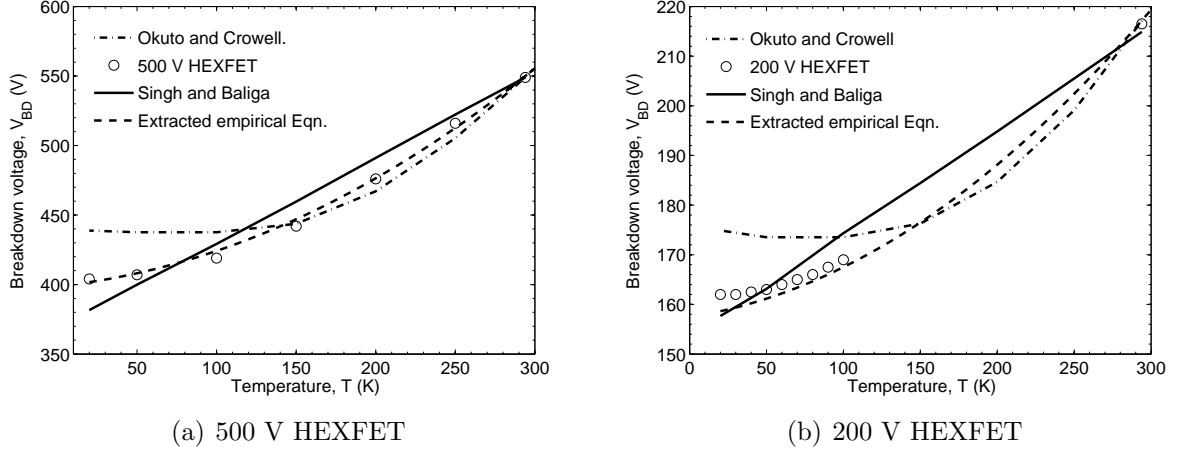 600
550
500
450
400
350
50
100
150
200
250
300
Breakdown voltage, V_BD (V)
Temperature, T (K)
Okuto and Crowell.
500 V HEXFET
Singh and Baliga
Extracted empirical Eqn.
(a) 500 V HEXFET
220
210
200
190
180
170
160
150
0
50
100
150
200
250
300
Breakdown voltage, V_BD (V)
Temperature, T (K)
Okuto and Crowell
200 V HEXFET
Singh and Baliga
Extracted empirical Eqn.
(b) 200 V HEXFET